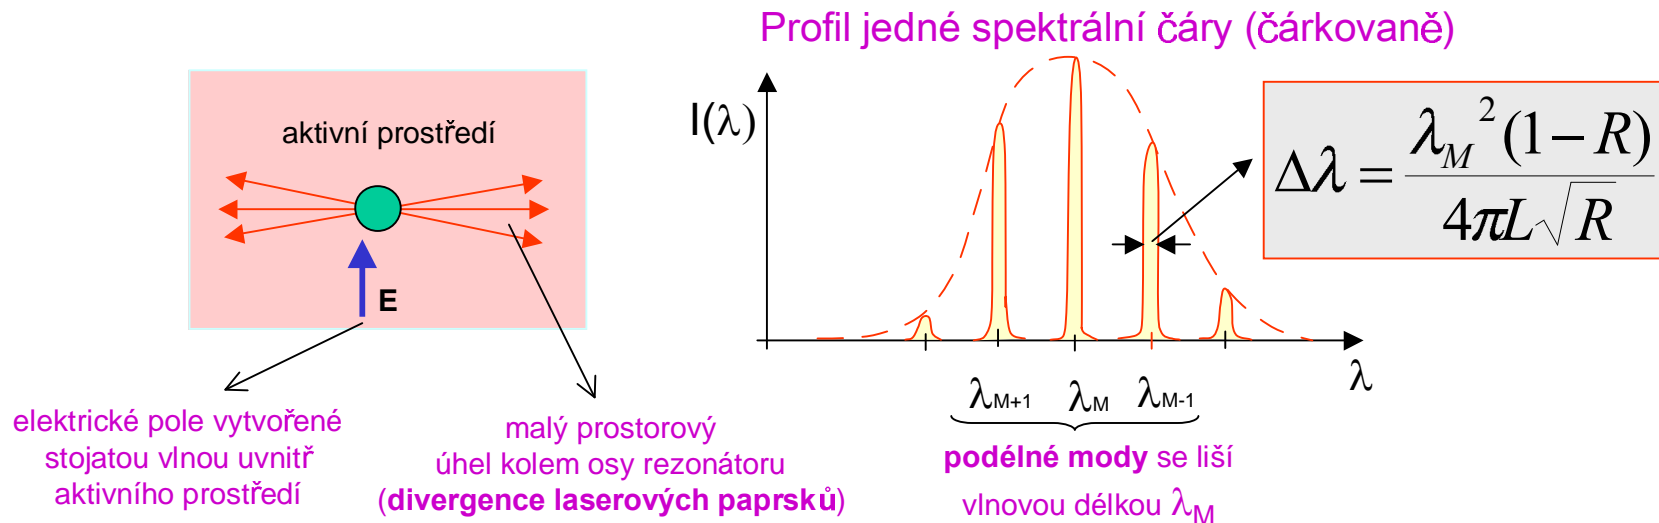 Profil jedné spektrální čáry (čárkovaně)
aktivní prostředí
E
elektrické pole vytvořené
stojatou vlnou uvnitř
aktivního prostředí
malý prostorový
úhel kolem osy rezonátoru
(divergence laserových paprsků)
I(λ)
λ
λM+1 λM λM-1
podélné mody se liší
vlnovou délkou λM
Δλ = λM²(1−R) / 4πL√R